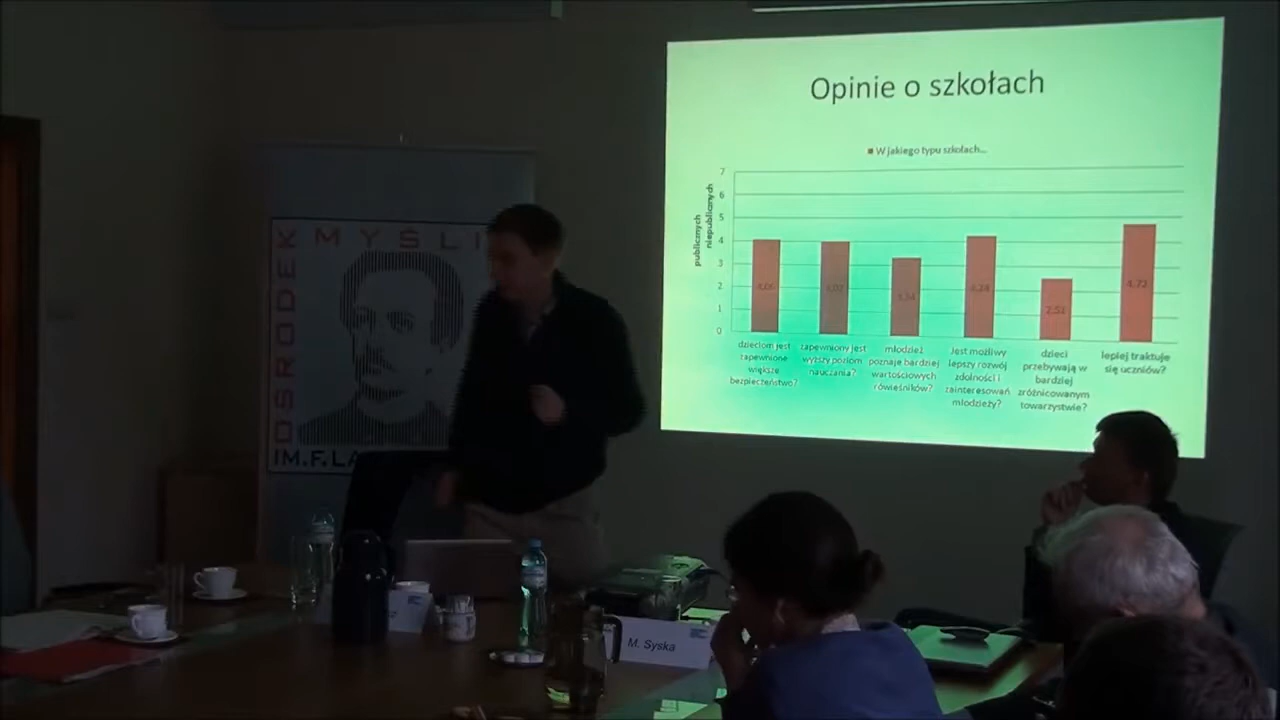 Opinie o szkołach
W jakiego typu szkołach...
publicznych
niepublicznych
7
6
5
4
3
2
1
0
4,06
4,02
3,34
4,24
2,53
4,72
dzieciom jest
zapewnione
większe
bezpieczeństwo?
zapewniony jest
wyższy poziom
nauczania?
młodzież
poznaje bardziej
wartościowych
rówieśników?
Jest możliwy
lepszy rozwój
zdolności i
zainteresowań
młodzieży?
dzieci
przebywają w
bardziej
zróżnicowanym
towarzystwie?
lepiej traktuje
się uczniów?
OŚRODEK
MYŚLI
IM.F.LA
M. Syska